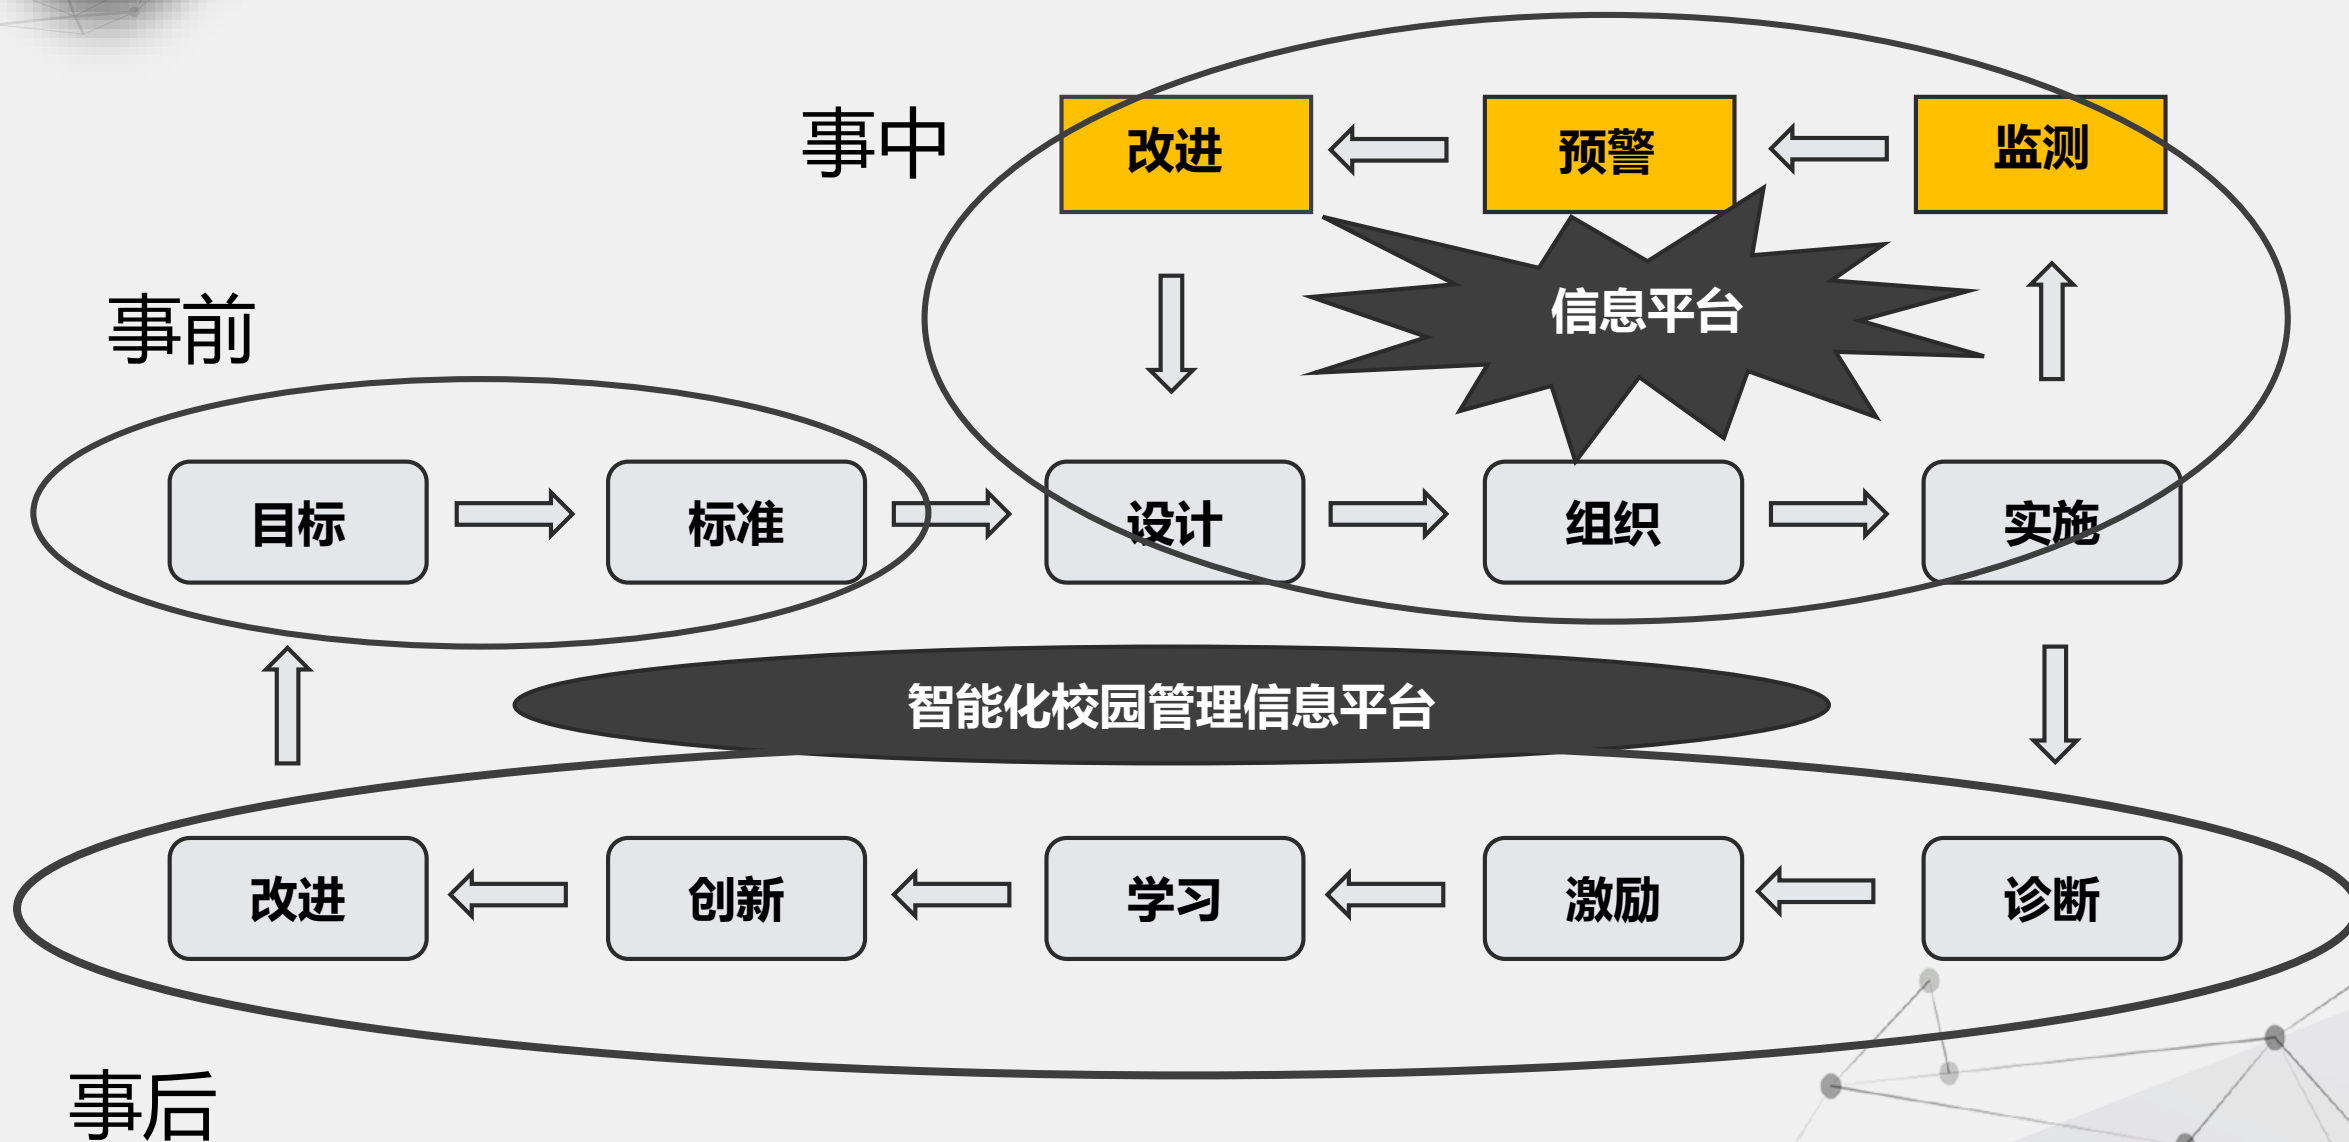 事中
改进
预警
监测
信息平台
事前
目标
标准
设计
组织
实施
智能化校园管理信息平台
改进
创新
学习
激励
诊断
事后